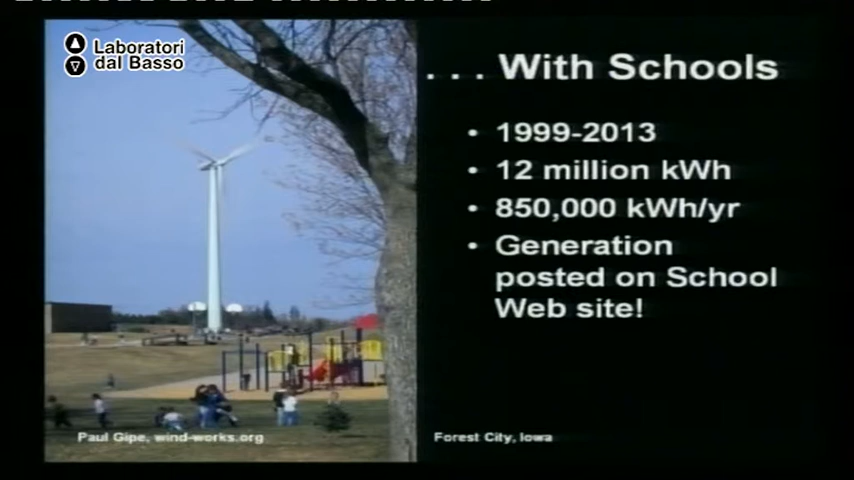 Laboratori
dal Basso
. . . With Schools
• 1999-2013
• 12 million kWh
• 850,000 kWh/yr
• Generation
posted on School
Web site!
Paul Gipe, wind-works.org
Forest City, Iowa